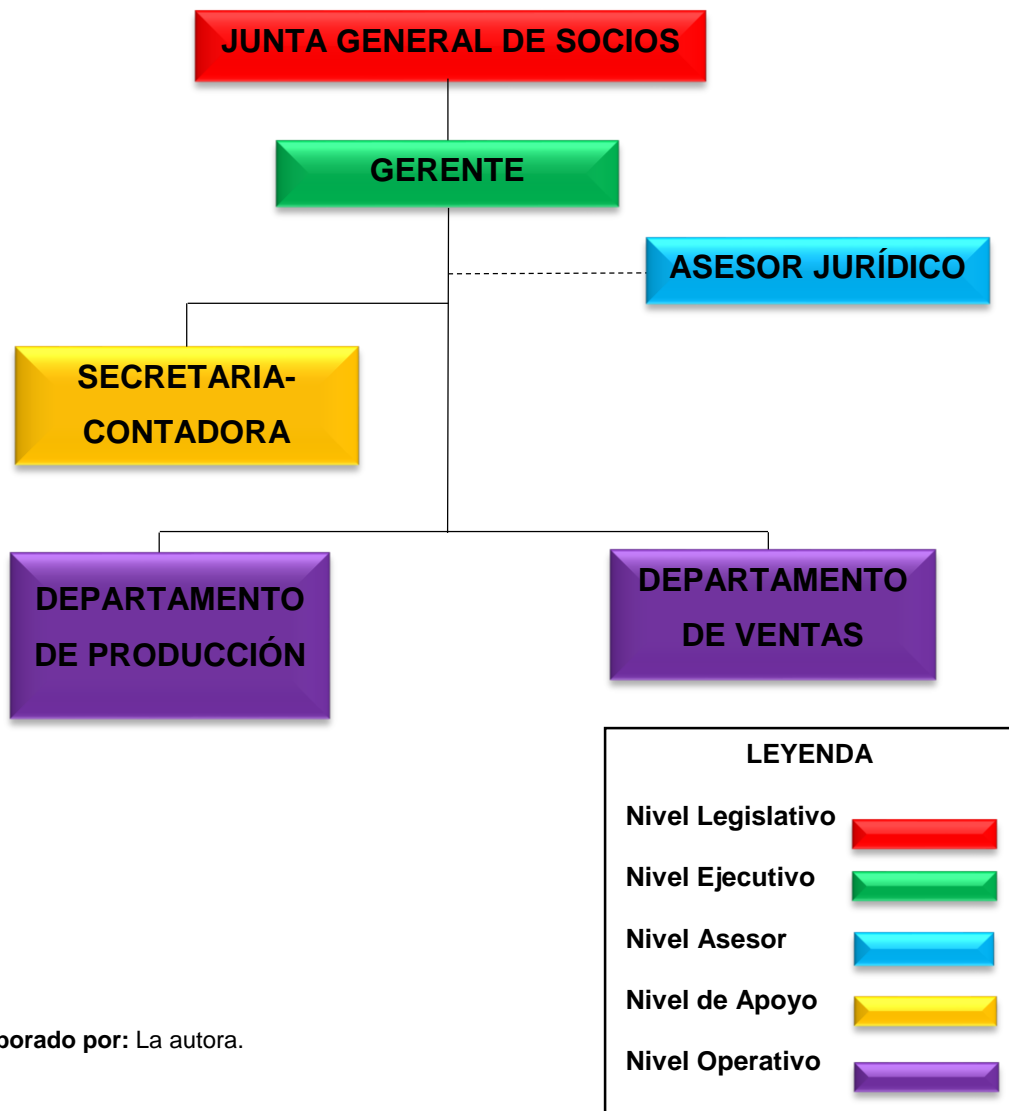 JUNTA GENERAL DE SOCIOS
GERENTE
ASESOR JURÍDICO
SECRETARIA-
CONTADORA
DEPARTAMENTO
DE PRODUCCIÓN
DEPARTAMENTO
DE VENTAS
LEYENDA
Nivel Legislativo
Nivel Ejecutivo
Nivel Asesor
Nivel de Apoyo
Nivel Operativo
porado por: La autora.